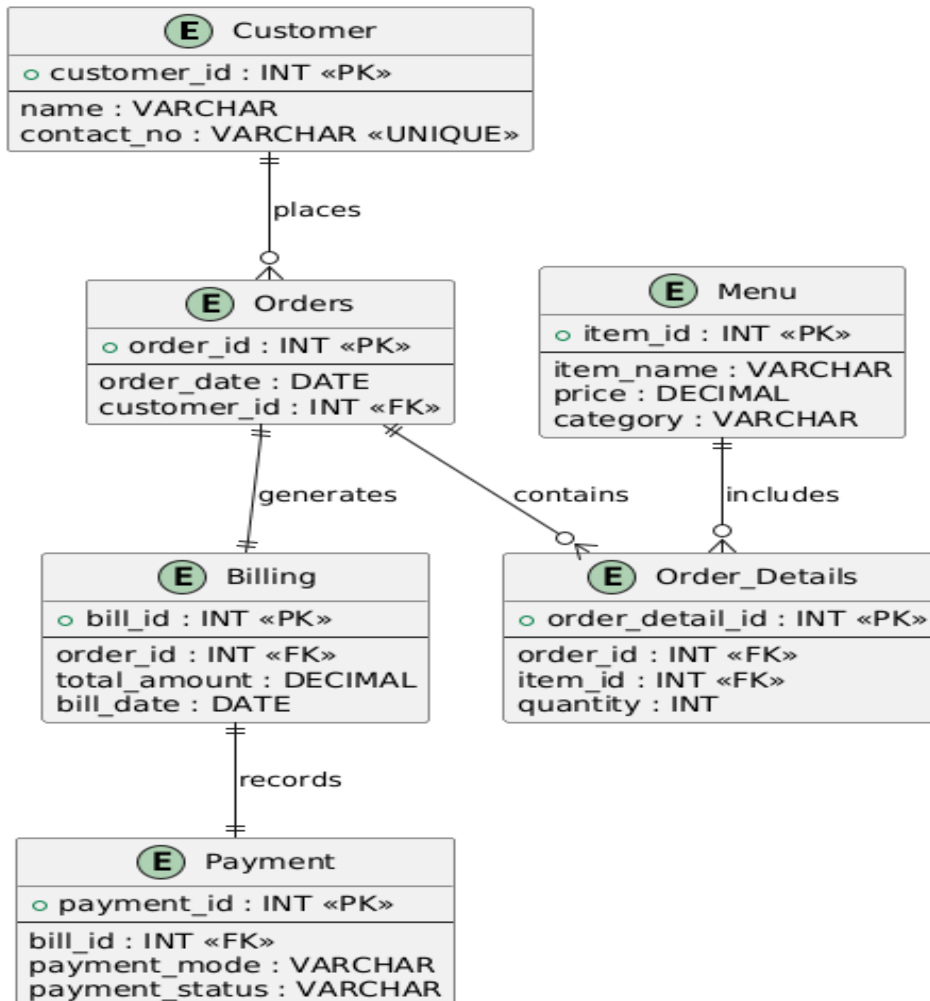 E Customer
customer_id : INT «PK»
name : VARCHAR
contact_no : VARCHAR «UNIQUE»
places
E Orders
order_id : INT «PK»
order_date : DATE
customer_id : INT «FK»
E Menu
item_id : INT «PK»
item_name : VARCHAR
price : DECIMAL
category : VARCHAR
generates
contains
includes
E Billing
bill_id : INT «PK»
order_id : INT «FK»
total_amount : DECIMAL
bill_date : DATE
E Order_Details
order_detail_id : INT «PK»
order_id : INT «FK»
item_id : INT «FK»
quantity : INT
records
E Payment
payment_id : INT «PK»
bill_id : INT «FK»
payment_mode : VARCHAR
payment_status : VARCHAR